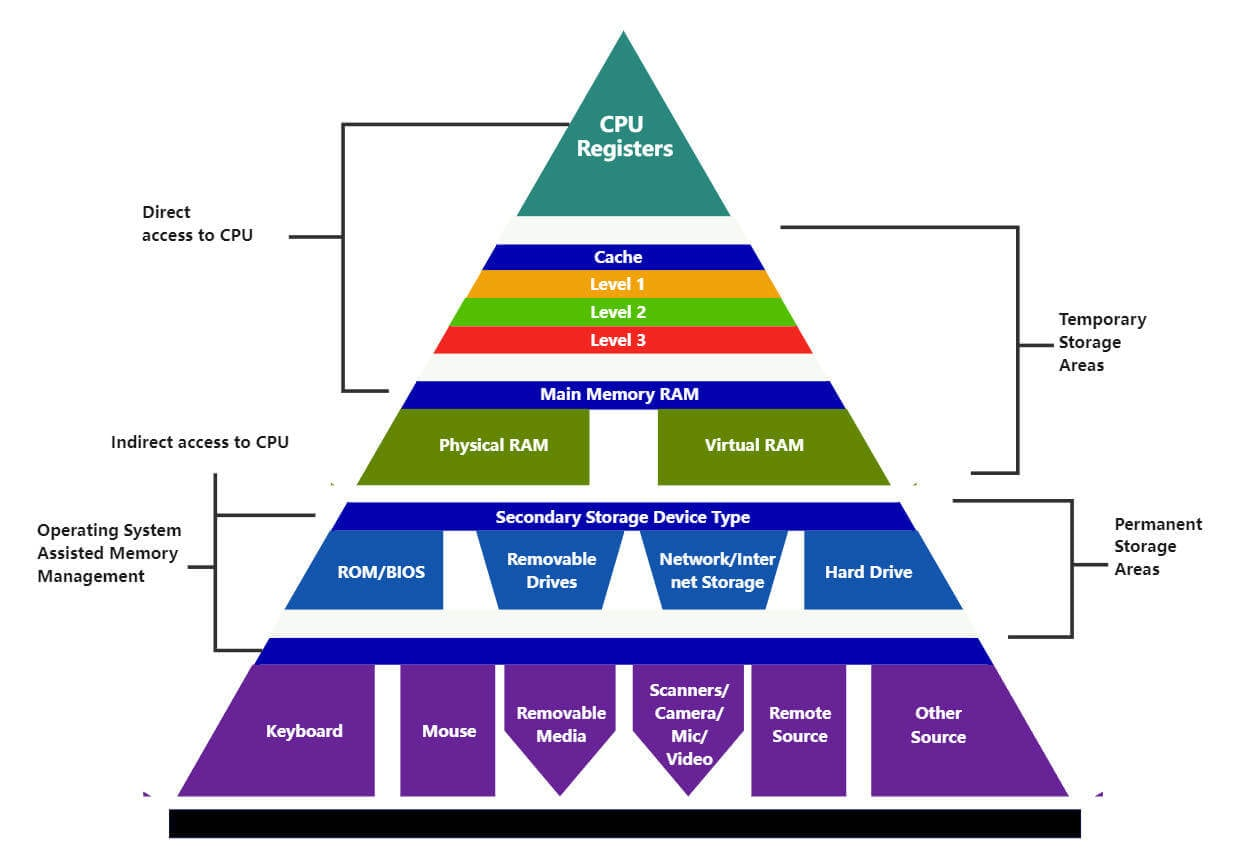 CPU
Registers
Direct
access to CPU
Cache
Level 1
Level 2
Level 3
Temporary
Storage
Areas
Main Memory RAM
Physical RAM
Virtual RAM
Indirect access to CPU
Secondary Storage Device Type
Operating System
Assisted Memory
Management
ROM/BIOS
Removable
Drives
Network/Inter
net Storage
Hard Drive
Permanent
Storage
Areas
Keyboard
Mouse
Removable
Media
Scanners/
Camera/
Mic/
Video
Remote
Source
Other
Source